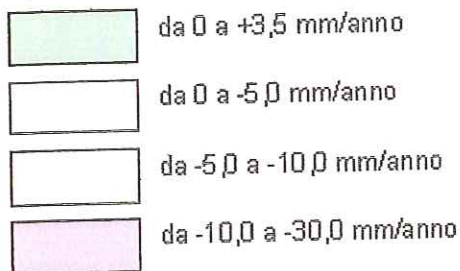 da 0 a +3,5 mm/anno
da 0 a -5,0 mm/anno
da -5,0 a -10,0 mm/anno
da -10,0 a -30,0 mm/anno